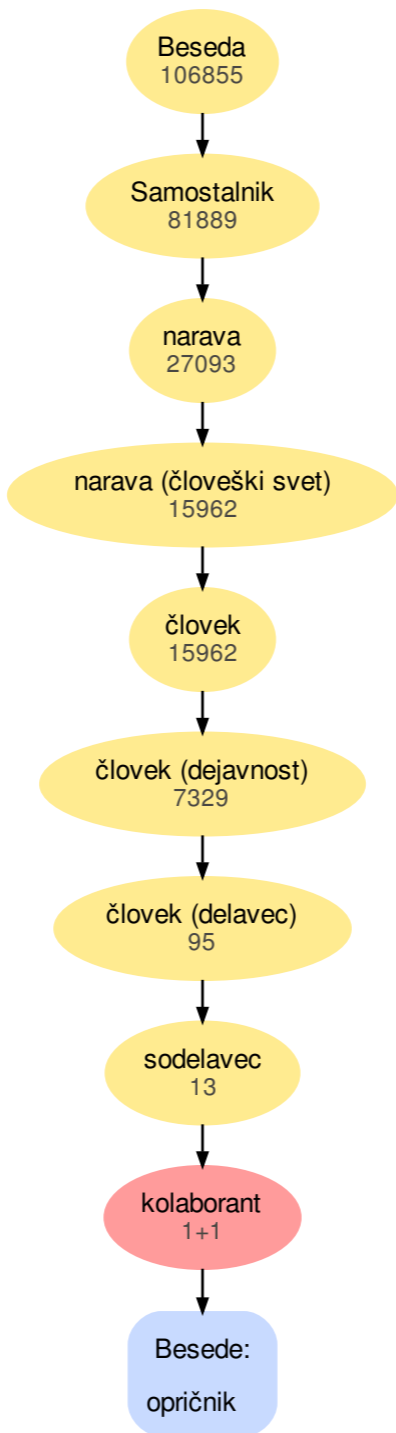 Beseda
106855
Samostalnik
81889
narava
27093
narava (človeški svet)
15962
človek
15962
človek (dejavnost)
7329
človek (delavec)
95
sodelavec
13
kolaborant
1+1
Besede:
opričnik